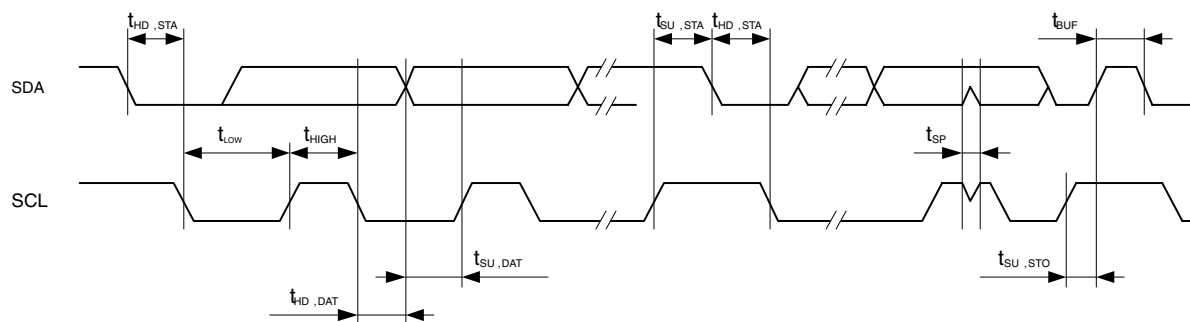 tHD,STA
tSU,STA
tHD,STA
tBUF
SDA
tLOW
tHIGH
tSP
SCL
tSU,DAT
tSU,STO
tHD,DAT